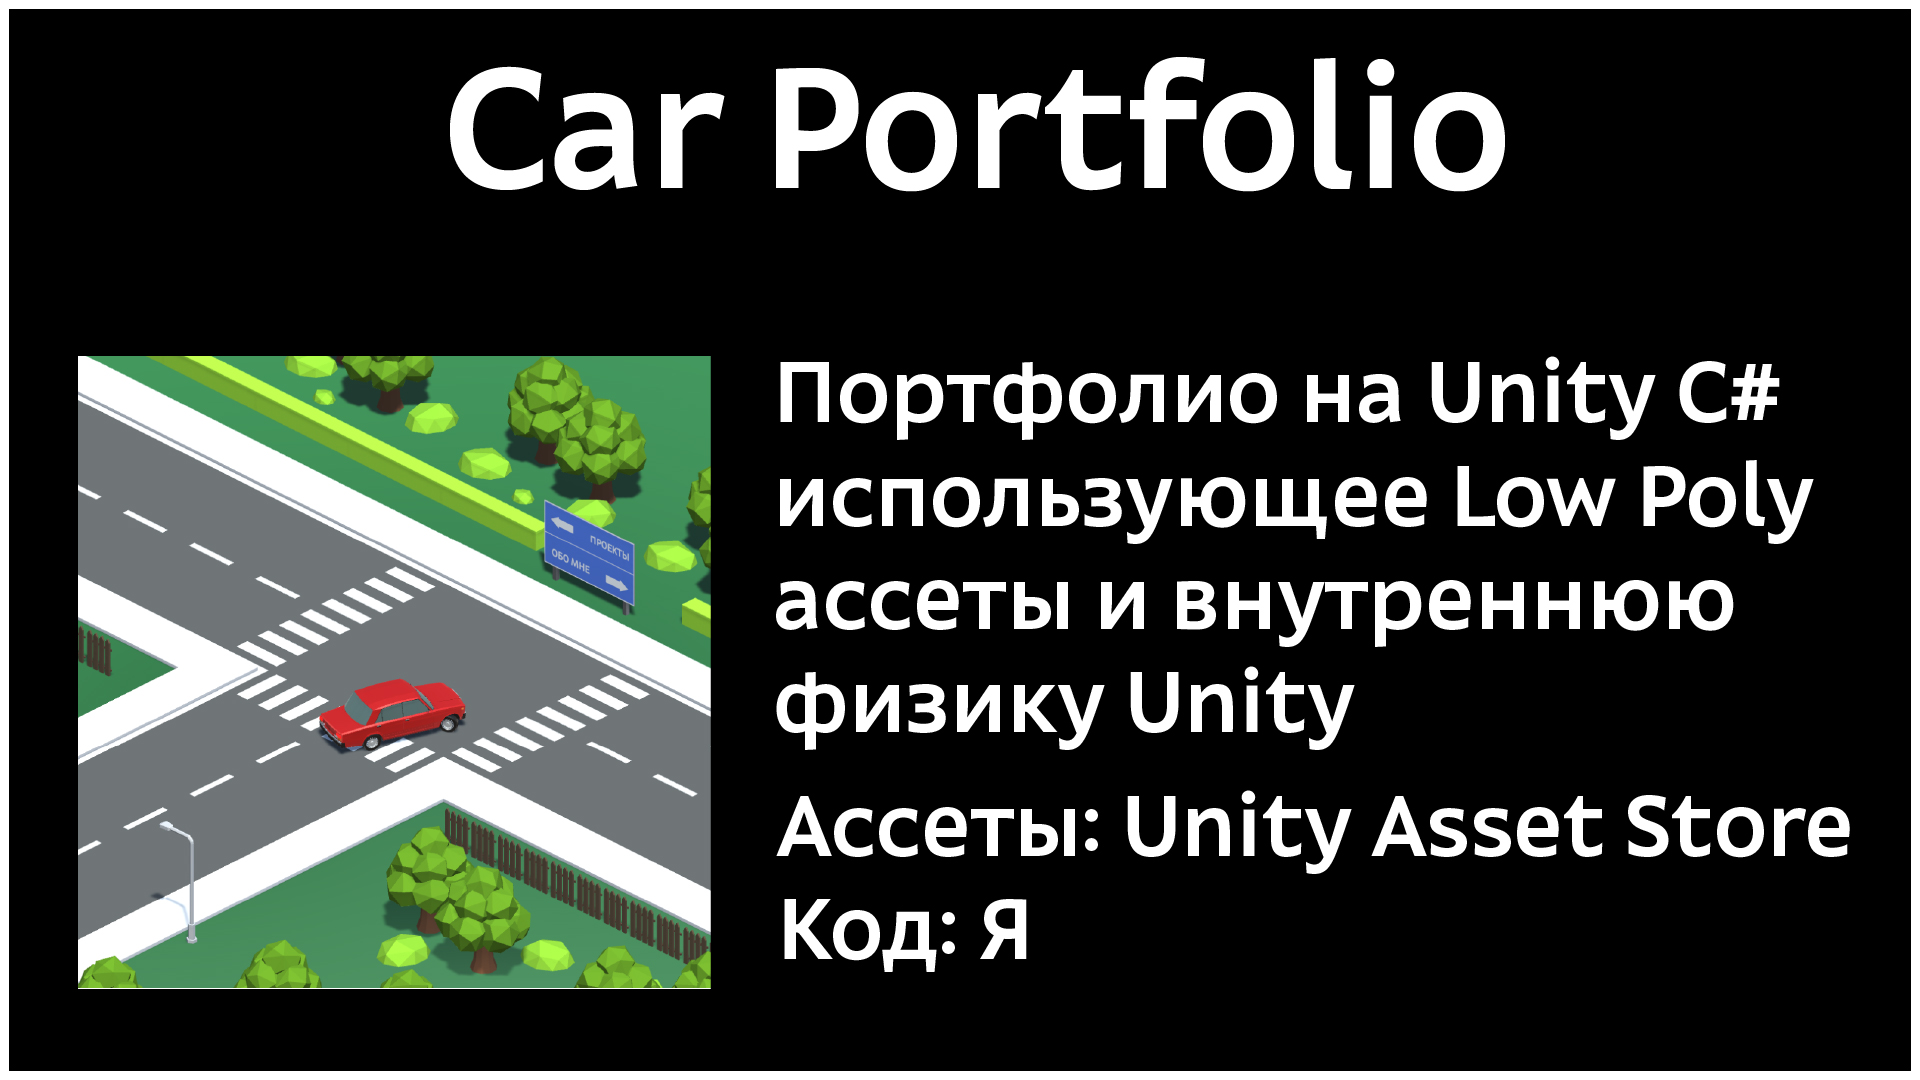 Car Portfolio
Портфолио на Unity C#
использующее Low Poly
ассеты и внутреннюю
физику Unity
Ассеты: Unity Asset Store
Код: Я
ПРОЕКТЫ
ОБО МНЕ